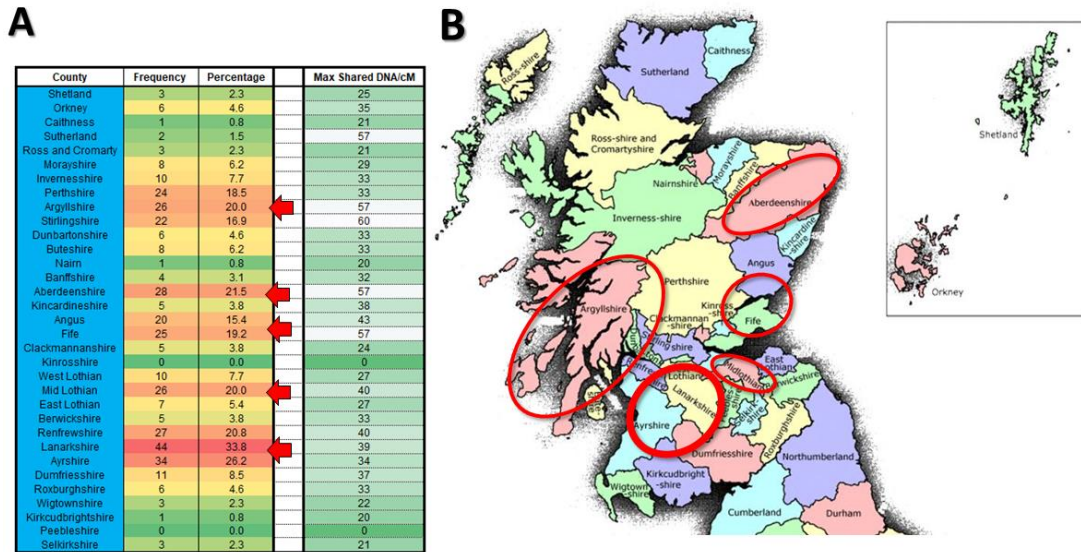 A
County Frequency Percentage Max Shared DNA/cM
Shetland 3 2.3 25
Orkney 6 4.6 35
Caithness 1 0.8 21
Sutherland 2 1.5 57
Ross and Cromarty 3 2.3 21
Morayshire 8 6.2 29
Invernesshire 10 7.7 33
Perthshire 24 18.5 33
Argyllshire 26 20.0 57
Stirlingshire 22 16.9 60
Dunbartonshire 6 4.6 33
Buteshire 8 6.2 33
Nairn 1 0.8 20
Banffshire 4 3.1 32
Aberdeenshire 28 21.5 57
Kincardineshire 5 3.8 38
Angus 20 15.4 43
Fife 25 19.2 57
Clackmannanshire 5 3.8 24
Kinrosshire 0 0.0 0
West Lothian 10 7.7 27
Mid Lothian 26 20.0 40
East Lothian 7 5.4 27
Berwickshire 5 3.8 33
Renfrewshire 27 20.8 40
Lanarkshire 44 33.8 39
Ayrshire 34 26.2 34
Dumfriesshire 11 8.5 37
Roxburghshire 6 4.6 33
Wigtownshire 3 2.3 22
Kirkcudbrightshire 1 0.8 20
Peebleshire 0 0.0 0
Selkirkshire 3 2.3 21
B
Caithness
Sutherland
Ross-shire
Ross-shire and
Cromartyshire
Morayshire
Banffshire
Nairnshire
Aberdeenshire
Inverness-shire
Kincardine
-shire
Angus
Perthshire
Kinross
-shire
Argyllshire
Clackmannan
-shire
Fife
Stirlingshire
East
Lothian
Midlothian
Lothian
Berwickshire
Lanarkshire
Ayrshire
Roxburghshire
Dumfriesshire
Northumberland
Kirkcudbright
-shire
Wigtown
-shire
Cumberland
Durham
Shetland
Orkney